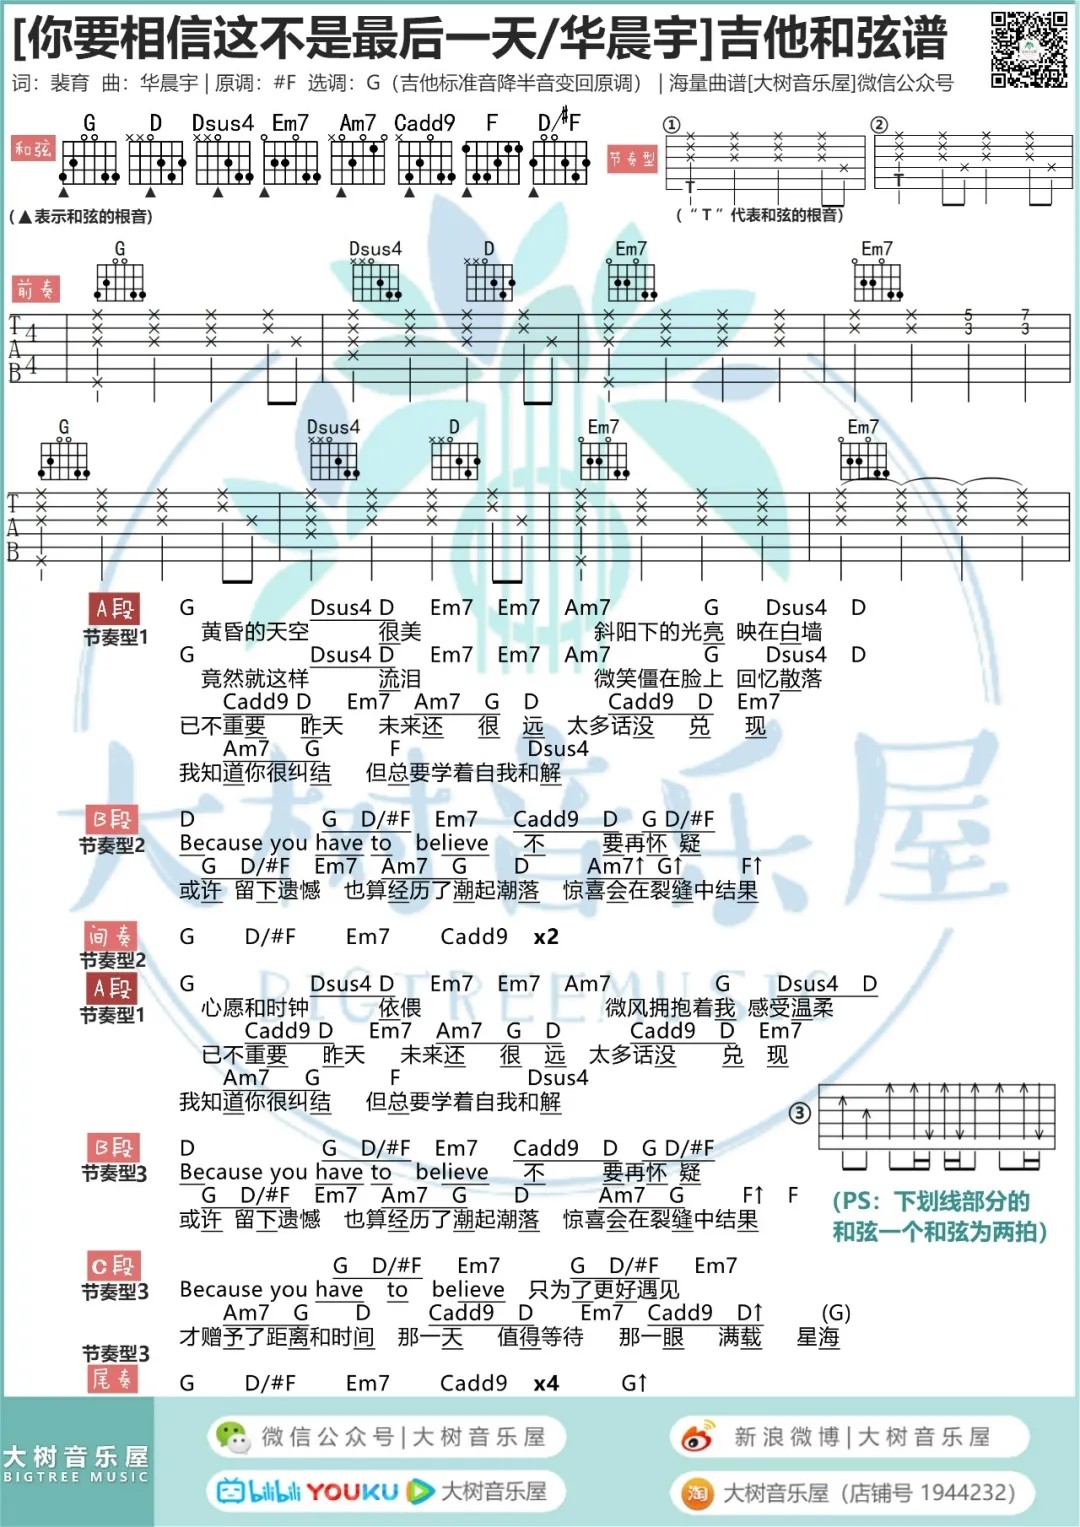 [你要相信这不是最后一天/华晨宇]吉他和弦谱
词：裴育 曲：华晨宇 | 原调：#F 选调：G（吉他标准音降半音变回原调） | 海量曲谱[大树音乐屋]微信公众号
和弦 G D Dsus4 Em7 Am7 Cadd9 F D/#F 节奏型 ① ②
T T
(▲表示和弦的根音) (“T”代表和弦的根音)
前奏 G Dsus4 D Em7 Em7
TAB 4/4 5 3 7 3
G Dsus4 D Em7 Em7
TAB
A段 G Dsus4 D Em7 Em7 Am7 G Dsus4 D
节奏型1 黄昏的天空 很美 斜阳下的光亮 映在白墙
G Dsus4 D Em7 Em7 Am7 G Dsus4 D
竟然就这样 流泪 微笑僵在脸上 回忆散落
Cadd9 D Em7 Am7 G D Cadd9 D Em7
已不重要 昨天 未来还 很 远 太多话没 兑 现
Am7 G F Dsus4
我知道你很纠结 但总要学着自我和解
B段 D G D/#F Em7 Cadd9 D G D/#F
节奏型2 Because you have to believe 不 要再怀 疑
G D/#F Em7 Am7 G D Am7↑ G↑ F↑
或许 留下遗憾 也算经历了潮起潮落 惊喜会在裂缝中结果
间奏 G D/#F Em7 Cadd9 x2
节奏型2
A段 G Dsus4 D Em7 Em7 Am7 G Dsus4 D
节奏型1 心愿和时钟 依偎 微风拥抱着我 感受温柔
Cadd9 D Em7 Am7 G D Cadd9 D Em7
已不重要 昨天 未来还 很 远 太多话没 兑 现
Am7 G F Dsus4
我知道你很纠结 但总要学着自我和解
③
B段 D G D/#F Em7 Cadd9 D G D/#F
节奏型3 Because you have to believe 不 要再怀 疑
G D/#F Em7 Am7 G D Am7 G F↑ F
或许 留下遗憾 也算经历了潮起潮落 惊喜会在裂缝中结果
(PS：下划线部分的
和弦一个和弦为两拍)
C段 G D/#F Em7 G D/#F Em7
节奏型3 Because you have to believe 只为了更好遇见
Am7 G D Cadd9 D Em7 Cadd9 D↑ (G)
才赠予了距离和时间 那一天 值得等待 那一眼 满载 星海
节奏型3
尾奏 G D/#F Em7 Cadd9 x4 G↑
大树音乐屋
BIGTREEMUSIC
大树音乐屋
BIGTREE MUSIC
微信公众号|大树音乐屋
新浪微博|大树音乐屋
bilibili YOUKU 大树音乐屋
淘 大树音乐屋（店铺号 1944232）